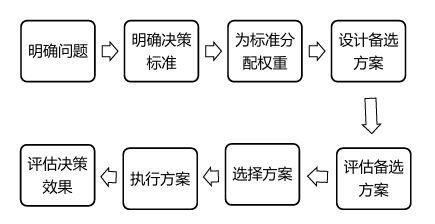 明确问题
明确决策
标准
为标准分
配权重
设计备选
方案
评估备选
方案
选择方案
执行方案
评估决策
效果